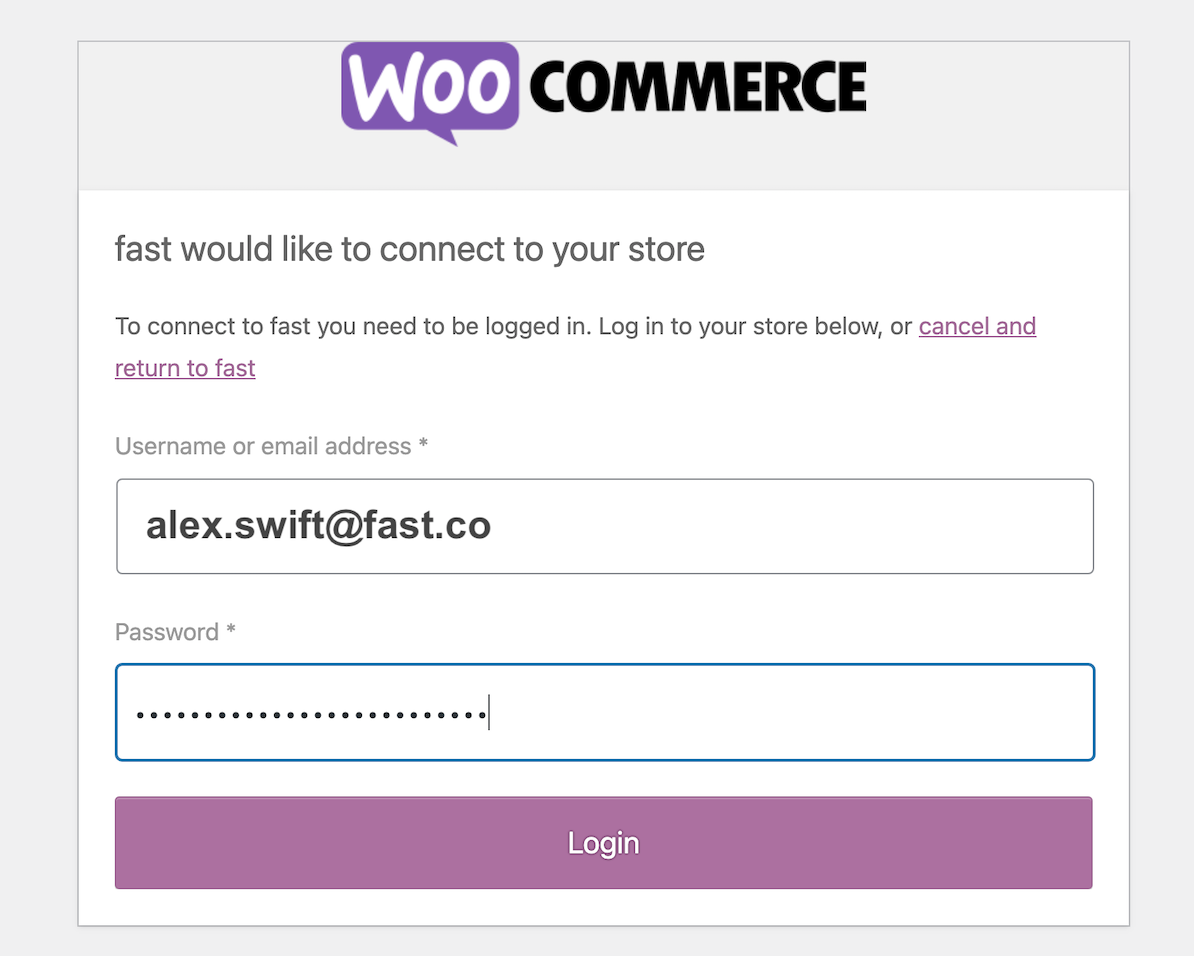 WOO COMMERCE
fast would like to connect to your store
To connect to fast you need to be logged in. Log in to your store below, or cancel and
return to fast
Username or email address *
alex.swift@fast.co
Password *
••••••••••••••••••••••••••
Login